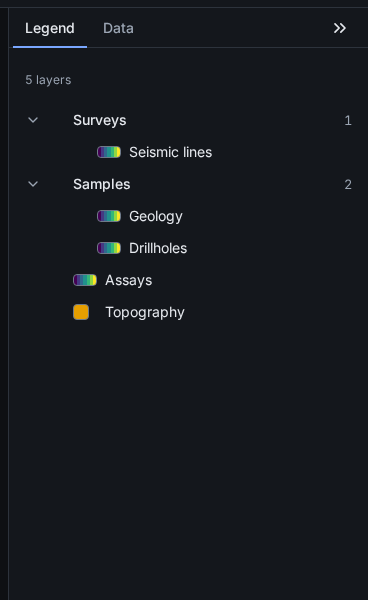 Legend Data
5 layers
Surveys 1
Seismic lines
Samples 2
Geology
Drillholes
Assays
Topography